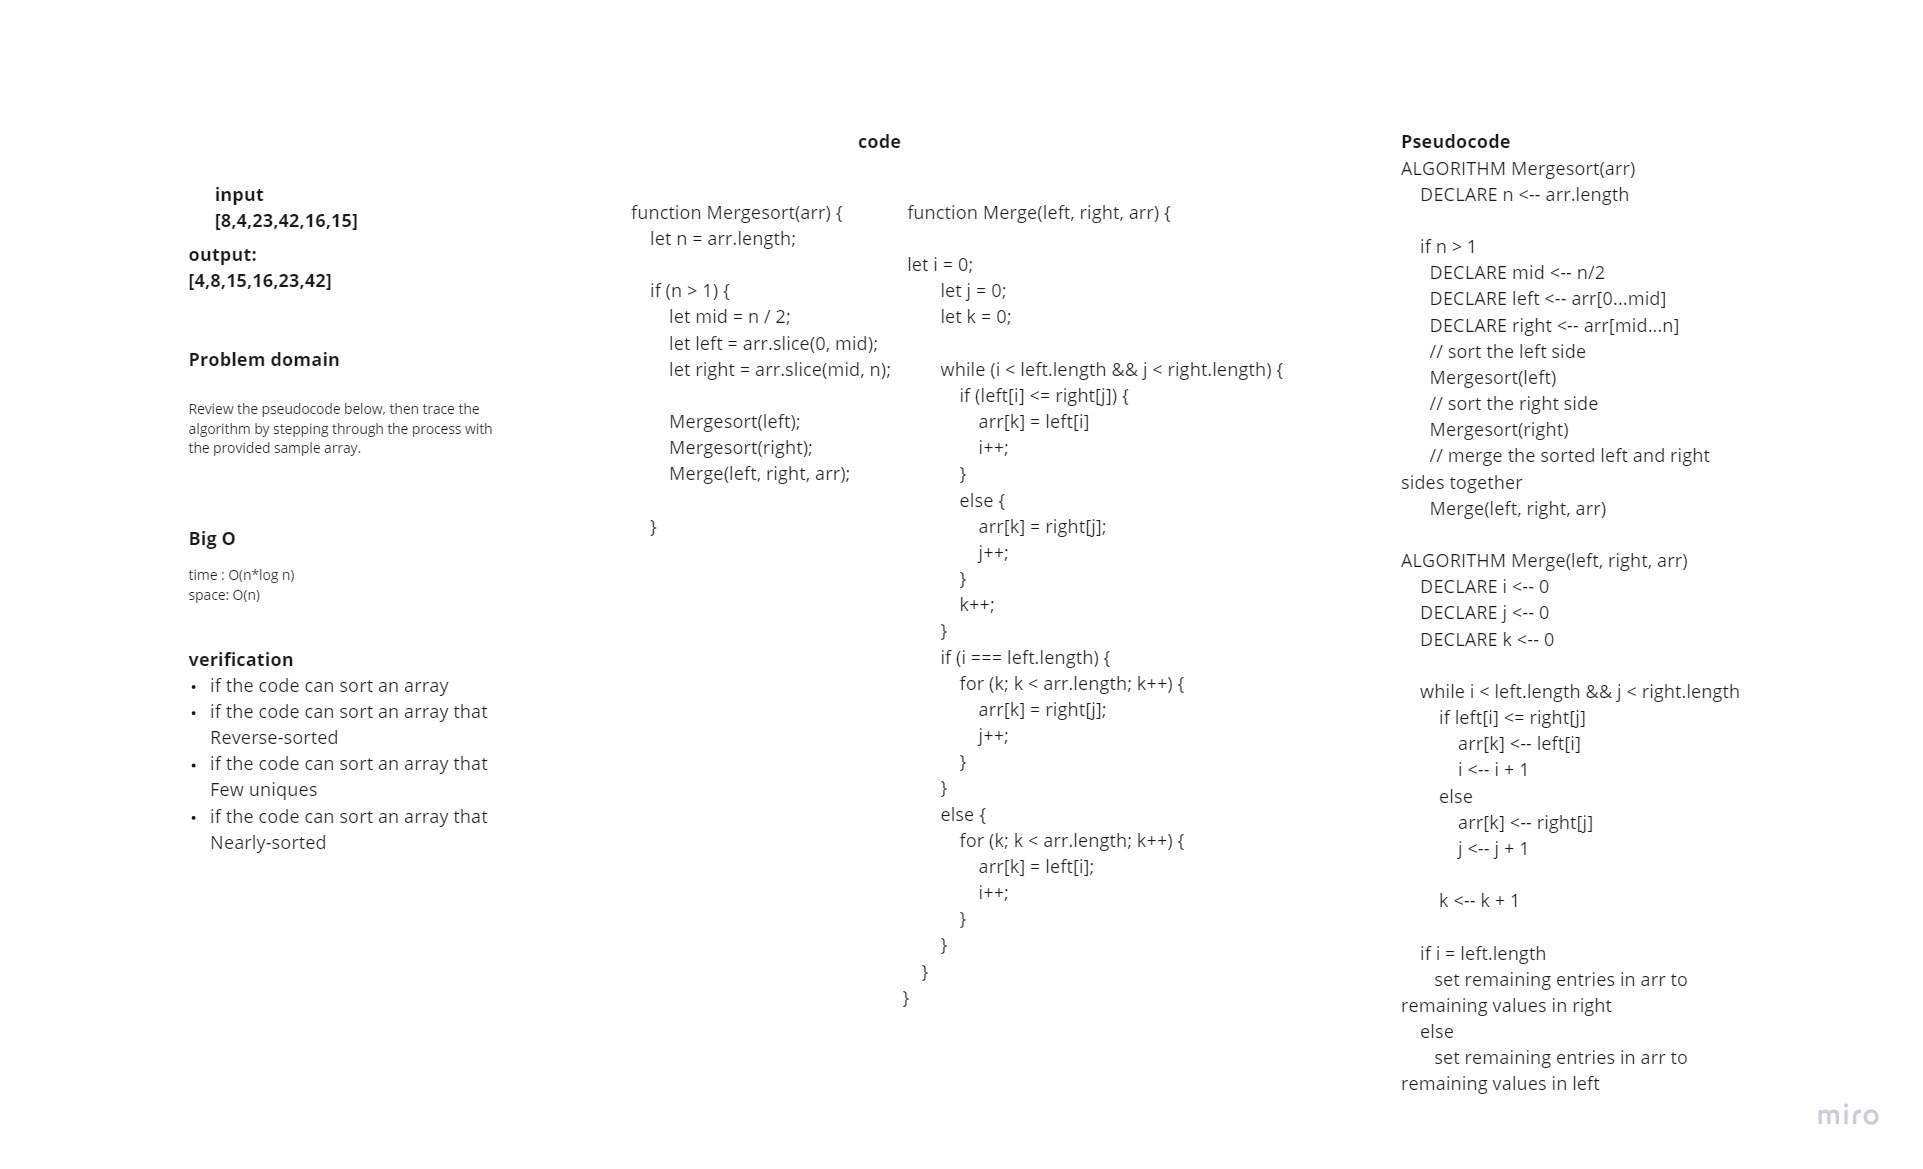 input
[8,4,23,42,16,15]
output:
[4,8,15,16,23,42]
Problem domain
Review the pseudocode below, then trace the
algorithm by stepping through the process with
the provided sample array.
Big O
time : O(n*log n)
space: O(n)
verification
• if the code can sort an array
• if the code can sort an array that
Reverse-sorted
• if the code can sort an array that
Few uniques
• if the code can sort an array that
Nearly-sorted
code
function Mergesort(arr) {
let n = arr.length;
if (n > 1) {
let mid = n / 2;
let left = arr.slice(0, mid);
let right = arr.slice(mid, n);
Mergesort(left);
Mergesort(right);
Merge(left, right, arr);
}
function Merge(left, right, arr) {
let i = 0;
let j = 0;
let k = 0;
while (i < left.length && j < right.length) {
if (left[i] <= right[j]) {
arr[k] = left[i]
i++;
}
else {
arr[k] = right[j];
j++;
}
k++;
}
if (i === left.length) {
for (k; k < arr.length; k++) {
arr[k] = right[j];
j++;
}
}
else {
for (k; k < arr.length; k++) {
arr[k] = left[i];
i++;
}
}
}
}
Pseudocode
ALGORITHM Mergesort(arr)
DECLARE n <-- arr.length
if n > 1
DECLARE mid <-- n/2
DECLARE left <-- arr[0...mid]
DECLARE right <-- arr[mid...n]
// sort the left side
Mergesort(left)
// sort the right side
Mergesort(right)
// merge the sorted left and right
sides together
Merge(left, right, arr)
ALGORITHM Merge(left, right, arr)
DECLARE i <-- 0
DECLARE j <-- 0
DECLARE k <-- 0
while i < left.length && j < right.length
if left[i] <= right[j]
arr[k] <-- left[i]
i <-- i + 1
else
arr[k] <-- right[j]
j <-- j + 1
k <-- k + 1
if i = left.length
set remaining entries in arr to
remaining values in right
else
set remaining entries in arr to
remaining values in left
miro